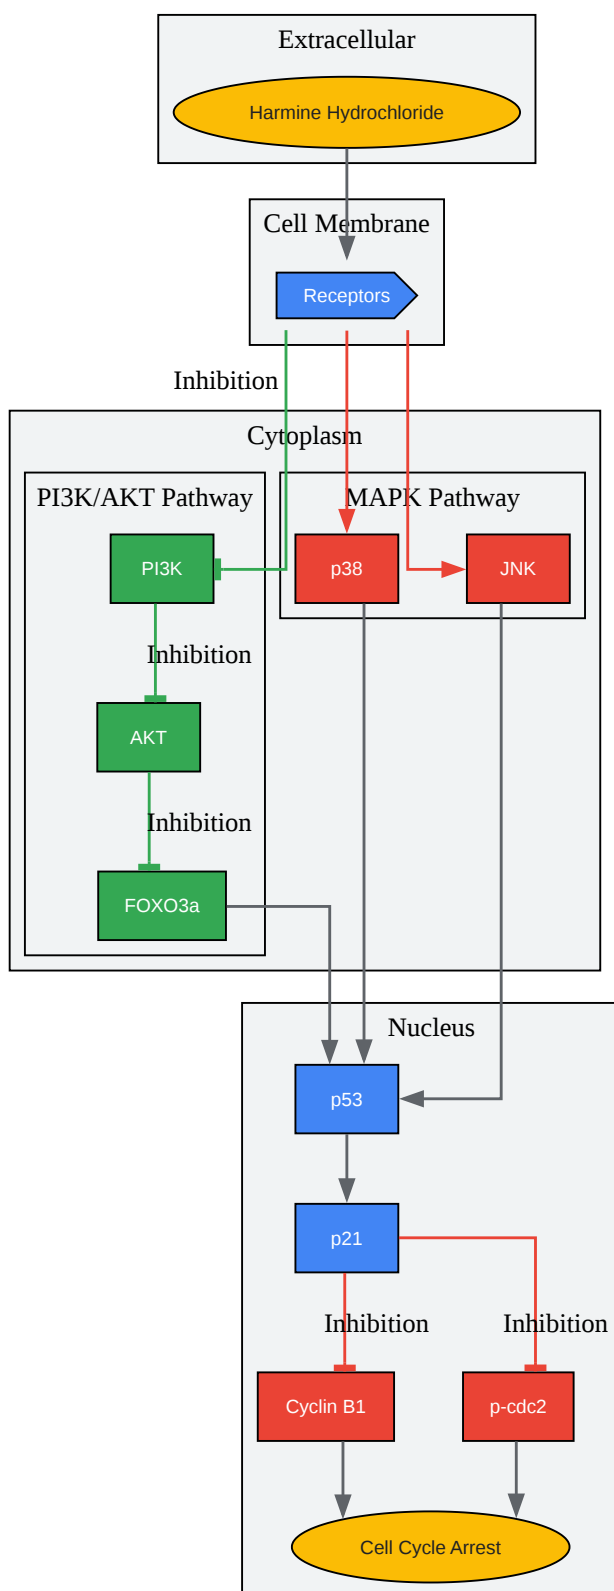 Extracellular
Harmine Hydrochloride
Cell Membrane
Receptors
Inhibition
Cytoplasm
PI3K/AKT Pathway
MAPK Pathway
PI3K
p38
JNK
Inhibition
AKT
Inhibition
FOXO3a
Nucleus
p53
p21
Inhibition
Inhibition
Cyclin B1
p-cdc2
Cell Cycle Arrest